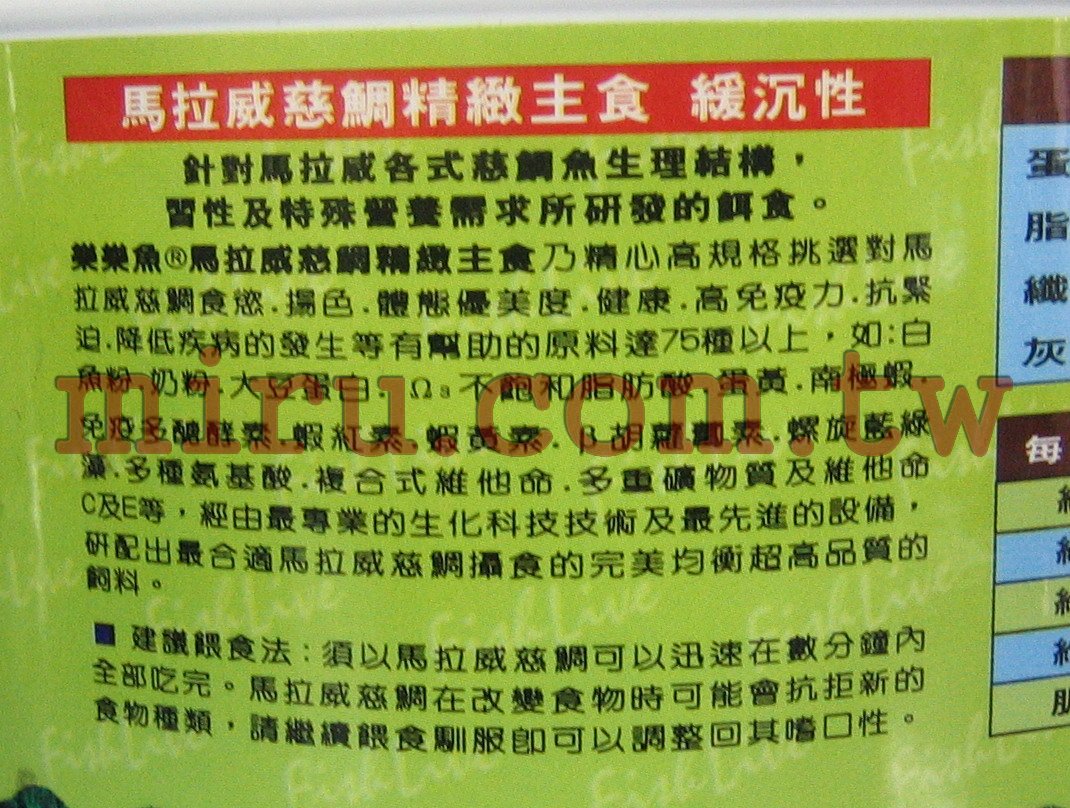 馬拉威慈鯛精緻主食 緩沉性
針對馬拉威各式慈鯛魚生理結構，
習性及特殊營養需求所研發的餌食。
樂樂魚®馬拉威慈鯛精緻主食乃精心高規格挑選對馬
拉威慈鯛食慾.揚色.體態優美度.健康.高免疫力.抗緊
迫.降低疾病的發生等有幫助的原料達75種以上，如:白
魚粉.奶粉.大豆蛋白.Ω3不飽和脂肪酸.蛋黃.南極蝦.
免疫多醣酵素.蝦紅素.蝦黃素.β-胡蘿蔔素.螺旋藍綠
藻.多種氨基酸.複合式維他命.多重礦物質及維他命
C及E等，經由最專業的生化科技技術及最先進的設備，
研配出最合適馬拉威慈鯛攝食的完美均衡超高品質的
飼料。
■ 建議餵食法:須以馬拉威慈鯛可以迅速在數分鐘內
全部吃完。馬拉威慈鯛在改變食物時可能會抗拒新的
食物種類，請繼續餵食馴服即可以調整回其嗜口性。
miru.com.tw
蛋
脂
纖
灰
每